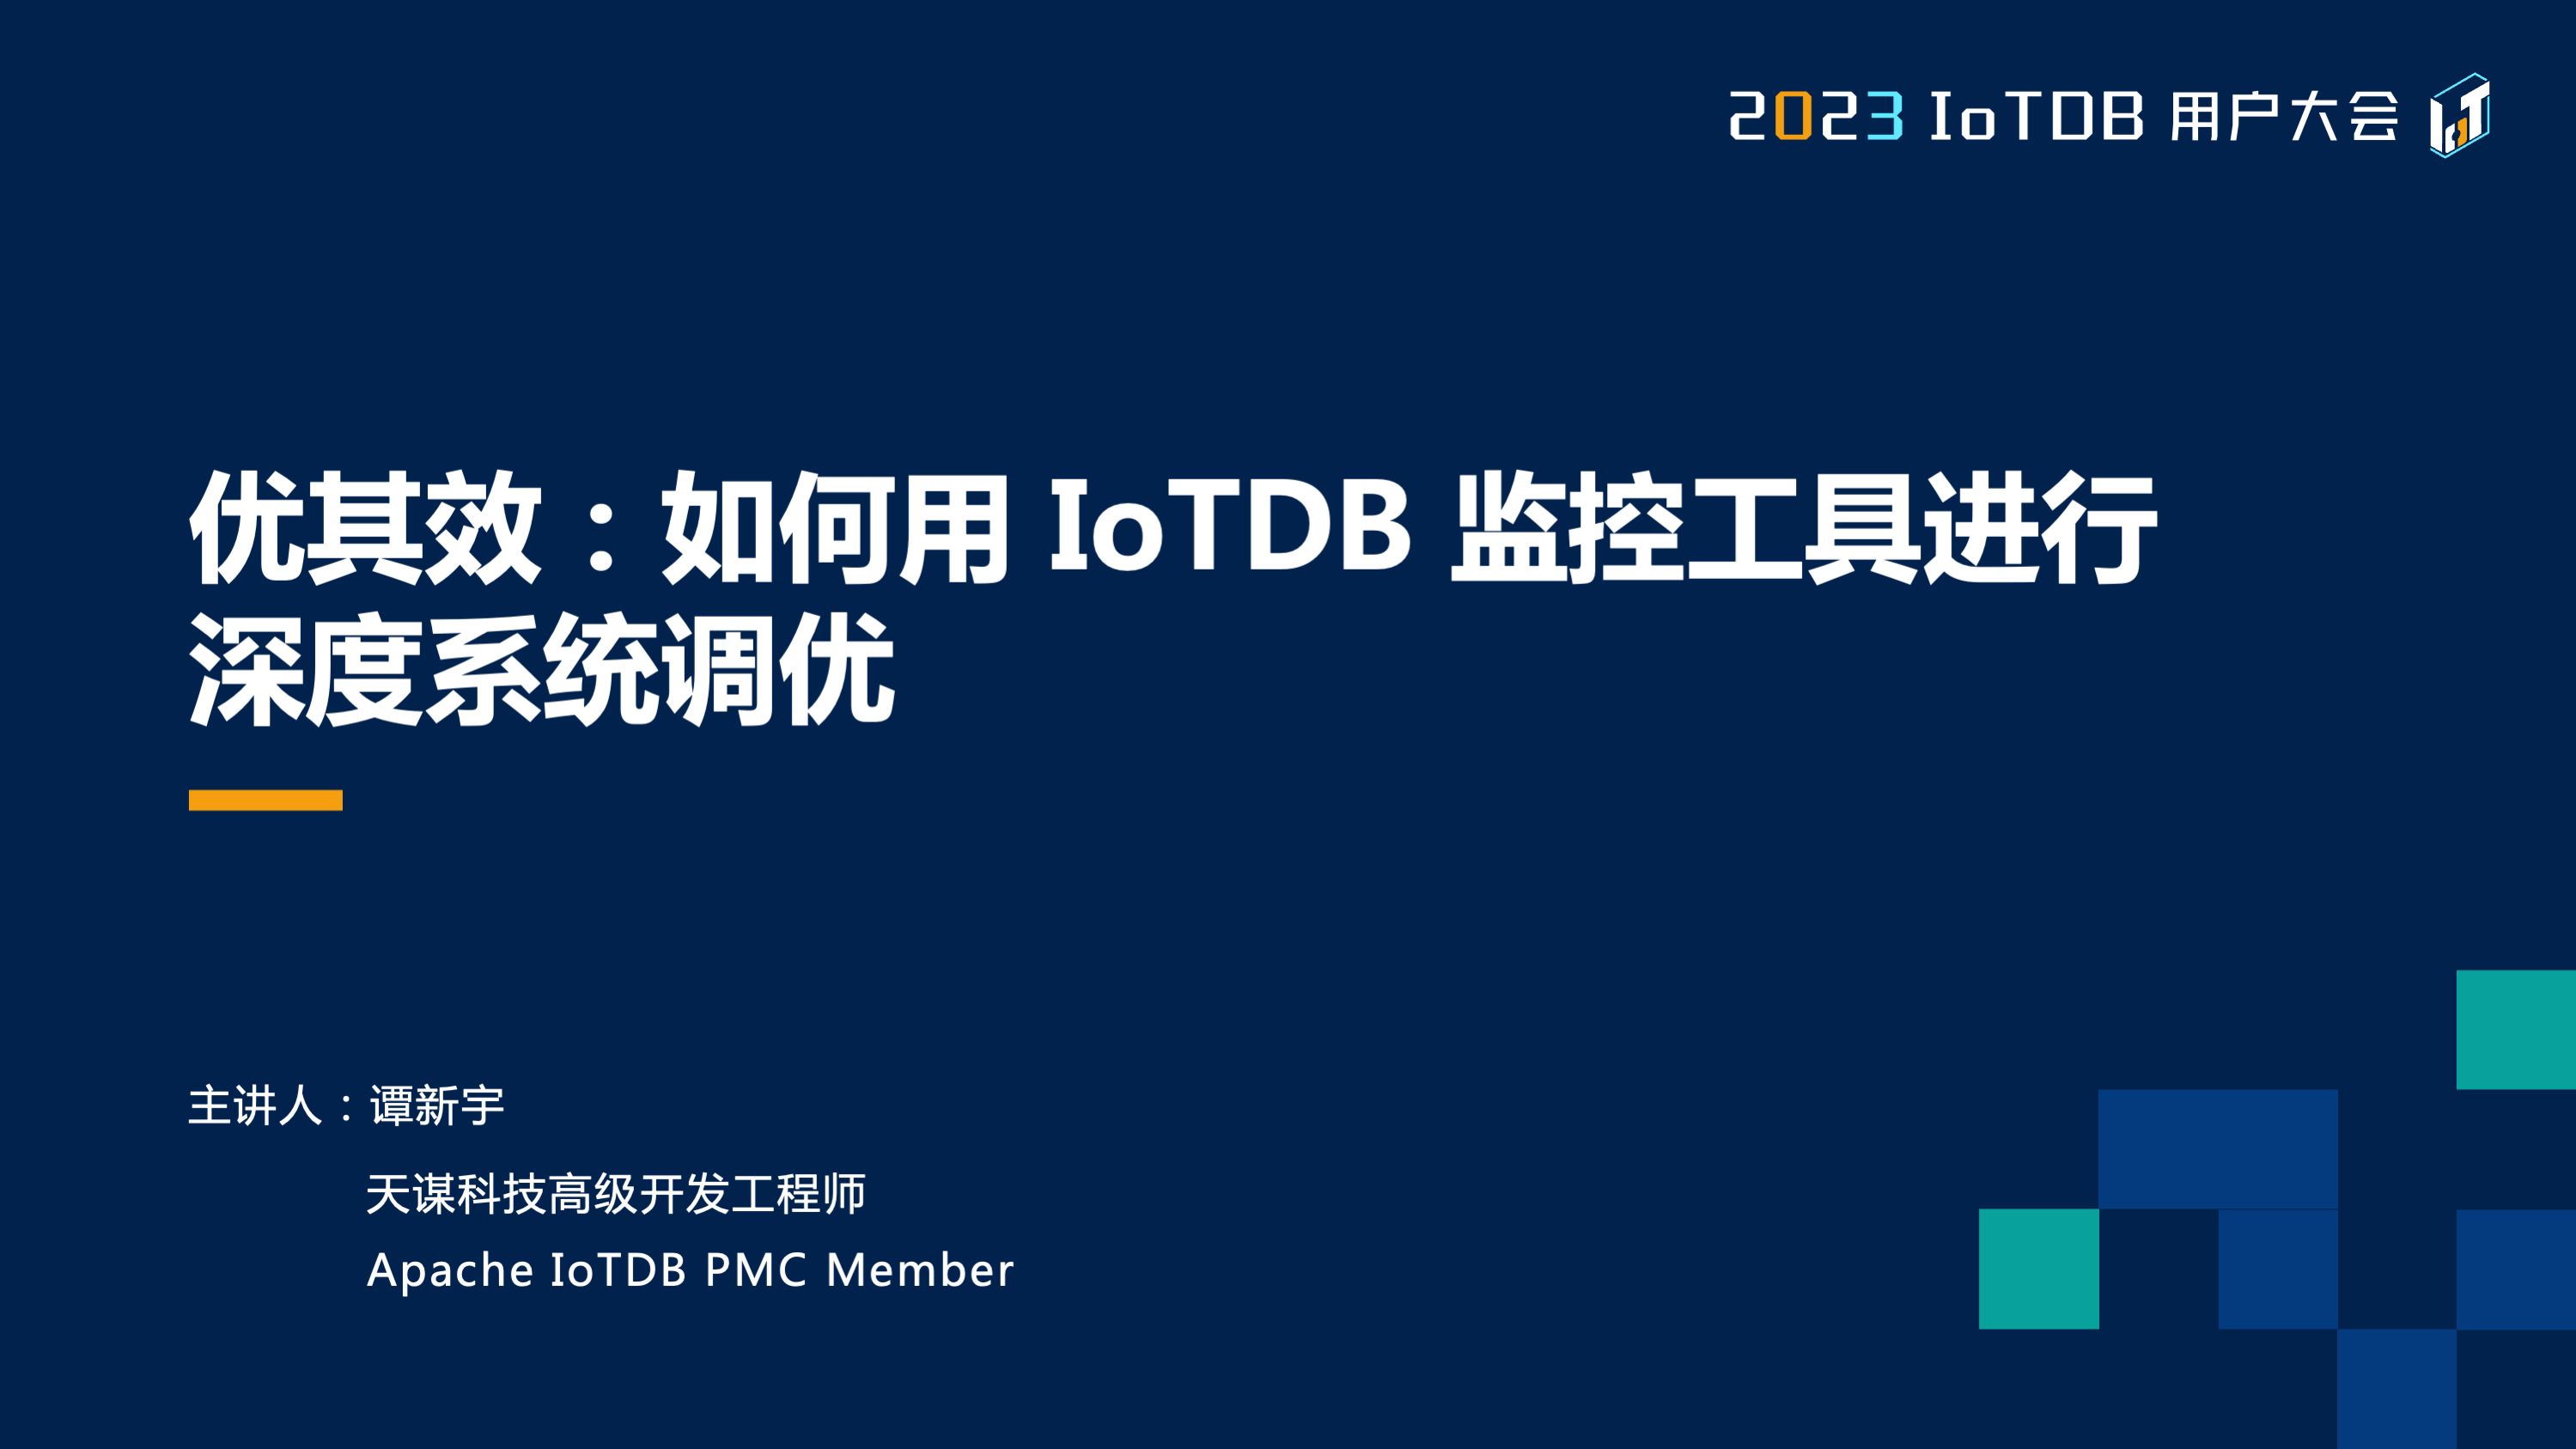 2023 IoTDB 用户大会
优其效：如何用 IoTDB 监控工具进行
深度系统调优
主讲人：谭新宇
天谋科技高级开发工程师
Apache IoTDB PMC Member